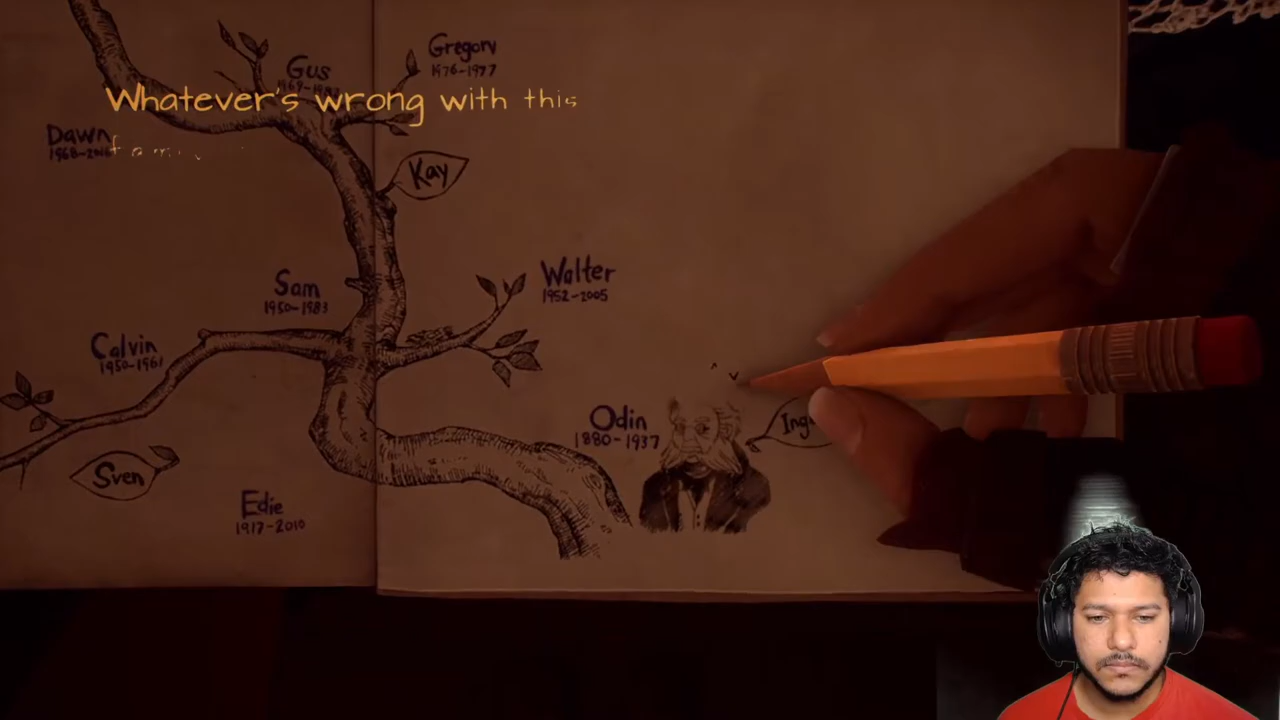 Gregory
1976-1977
Gus
Whatever's wrong with this
Dawn
Kay
Sam
1950-1983
Walter
1952-2005
Calvin
1950-1961
Odin
1880-1937
Sven
Edie
1917-2010